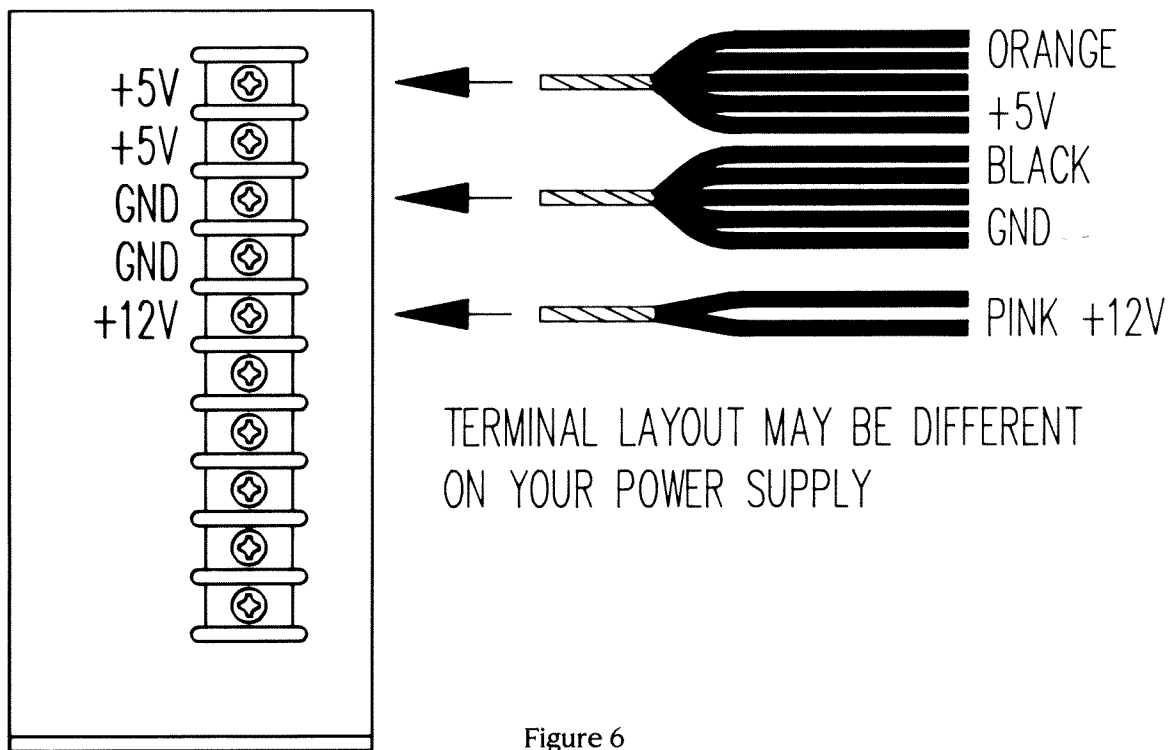 +5V
+5V
GND
GND
+12V
ORANGE
+5V
BLACK
GND
PINK +12V
TERMINAL LAYOUT MAY BE DIFFERENT
ON YOUR POWER SUPPLY
Figure 6